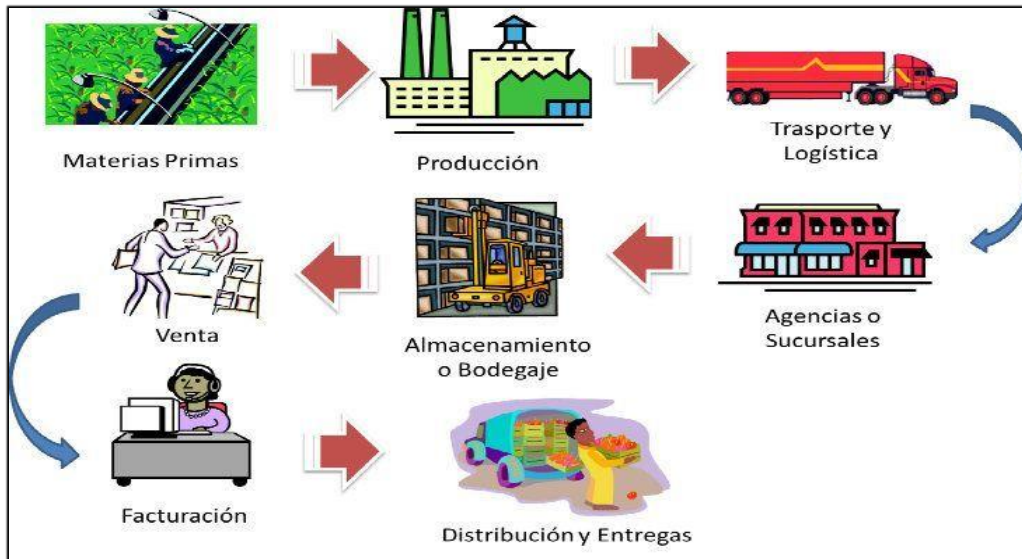 Materias Primas
Producción
Trasporte y
Logística
Agencias o
Sucursales
Almacenamiento
o Bodegaje
Venta
Facturación
Distribución y Entregas